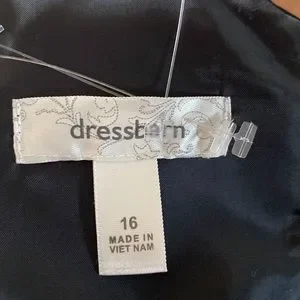 dressbarn
16
MADE IN
VIET NAM